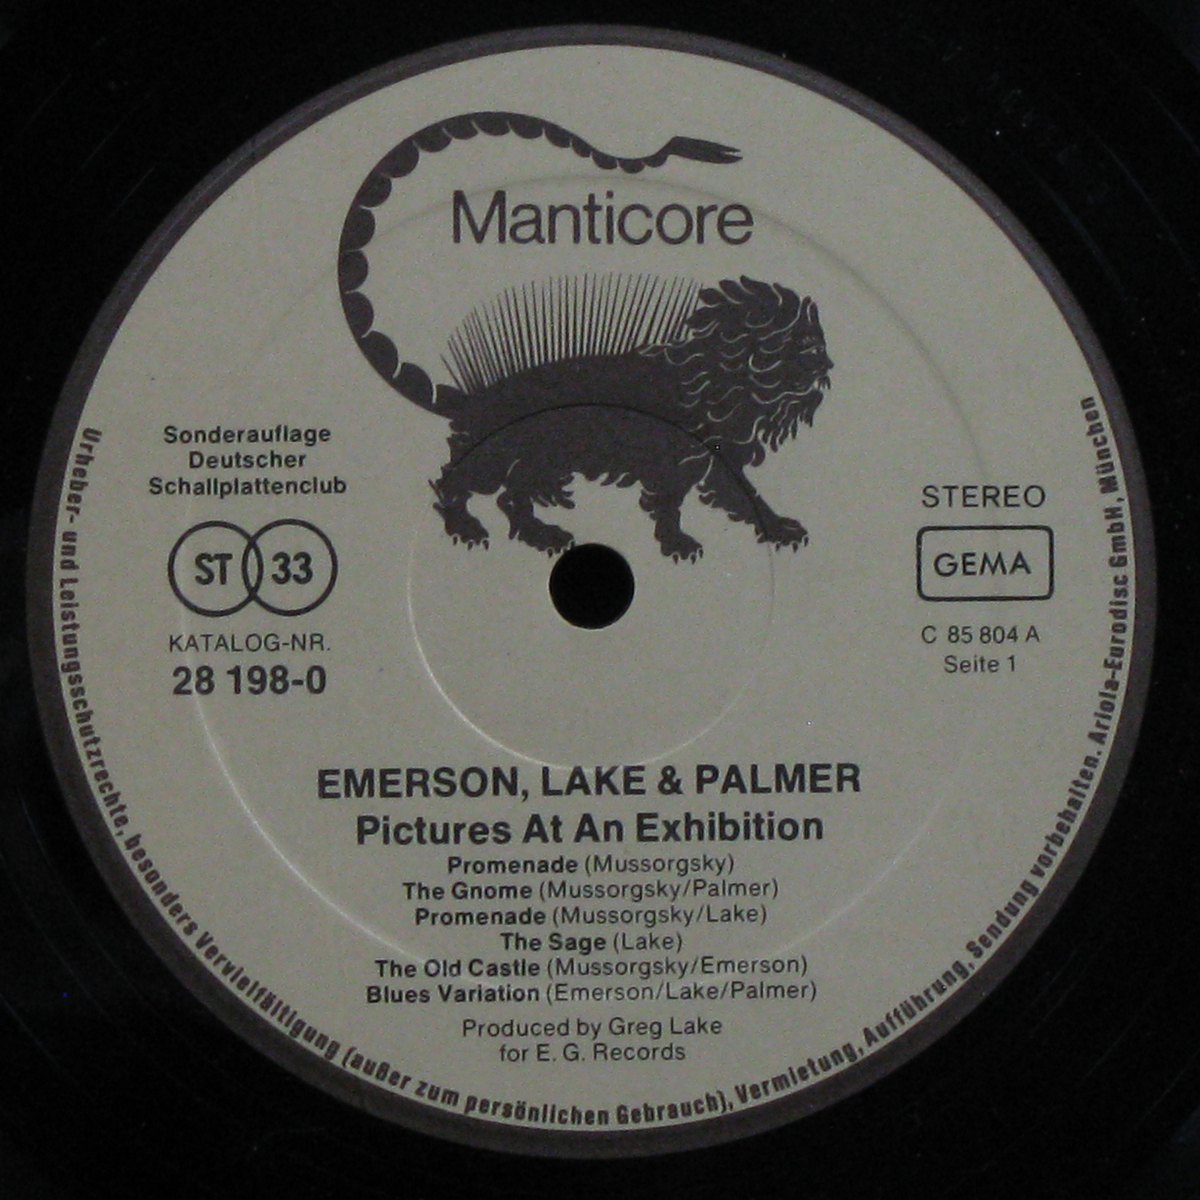 Manticore
Sonderauflage
Deutscher
Schallplattenclub
ST 33
KATALOG-NR.
28 198-0
STEREO
GEMA
C 85 804 A
Seite 1
EMERSON, LAKE & PALMER
Pictures At An Exhibition
Promenade (Mussorgsky)
The Gnome (Mussorgsky/Palmer)
Promenade (Mussorgsky/Lake)
The Sage (Lake)
The Old Castle (Mussorgsky/Emerson)
Blues Variation (Emerson/Lake/Palmer)
Produced by Greg Lake
for E. G. Records
Urheber- und Leistungsschutzrechte, besonders Vervielfältigung (außer zum persönlichen Gebrauch), Vermietung, Aufführung, Sendung vorbehalten. Ariola-Eurodisc GmbH, München